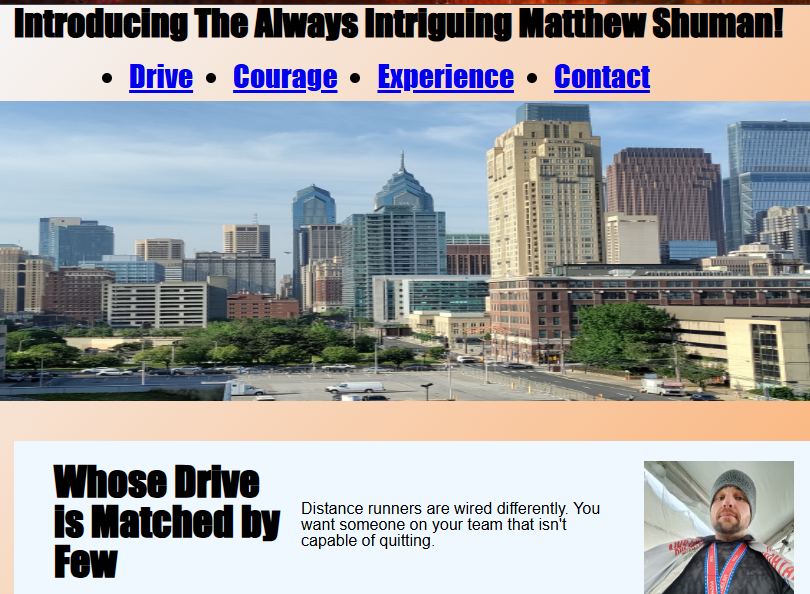 Introducing The Always Intriguing Matthew Shuman!
• Drive • Courage • Experience • Contact
Whose Drive
is Matched by
Few
Distance runners are wired differently. You
want someone on your team that isn't
capable of quitting.